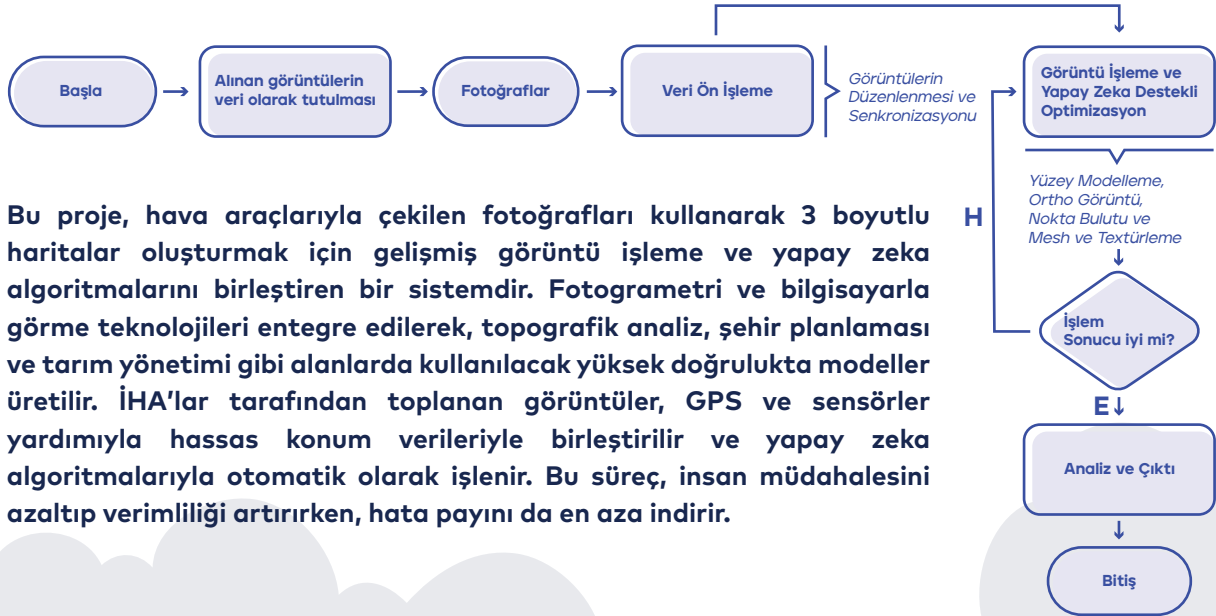 Başla
Alınan görüntülerin
veri olarak tutulması
Fotoğraflar
Veri Ön İşleme
Görüntülerin
Düzenlenmesi ve
Senkronizasyonu
Görüntü İşleme ve
Yapay Zeka Destekli
Optimizasyon
Yüzey Modelleme,
Ortho Görüntü,
Nokta Bulutu ve
Mesh ve Textürleme
H
İşlem
Sonucu iyi mi?
E
Analiz ve Çıktı
Bitiş
Bu proje, hava araçlarıyla çekilen fotoğrafları kullanarak 3 boyutlu
haritalar oluşturmak için gelişmiş görüntü işleme ve yapay zeka
algoritmalarını birleştiren bir sistemdir. Fotogrametri ve bilgisayarla
görme teknolojileri entegre edilerek, topografik analiz, şehir planlaması
ve tarım yönetimi gibi alanlarda kullanılacak yüksek doğrulukta modeller
üretilir. İHA'lar tarafından toplanan görüntüler, GPS ve sensörler
yardımıyla hassas konum verileriyle birleştirilir ve yapay zeka
algoritmalarıyla otomatik olarak işlenir. Bu süreç, insan müdahalesini
azaltıp verimliliği artırırken, hata payını da en aza indirir.